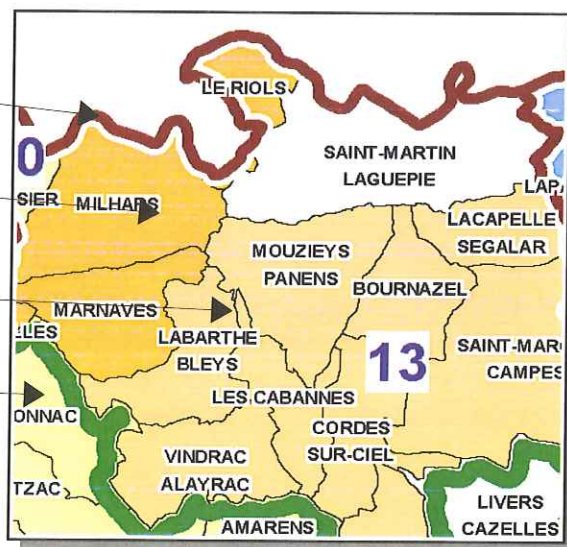 LE RIOLS
SAINT-MARTIN
LAGUEPIE
0
SIER
MILHARS
LAPA
LACAPELLE
SEGALAR
MOUZIEYS
PANENS
BOURNAZEL
MARNAVES
LLES
LABARTHE
BLEYS
13
SAINT-MARC
CAMPES
LES CABANNES
ONNAC
CORDES
SUR-CIEL
VINDRAC
ALAYRAC
TZAC
LIVERS
CAZELLES
AMARENS